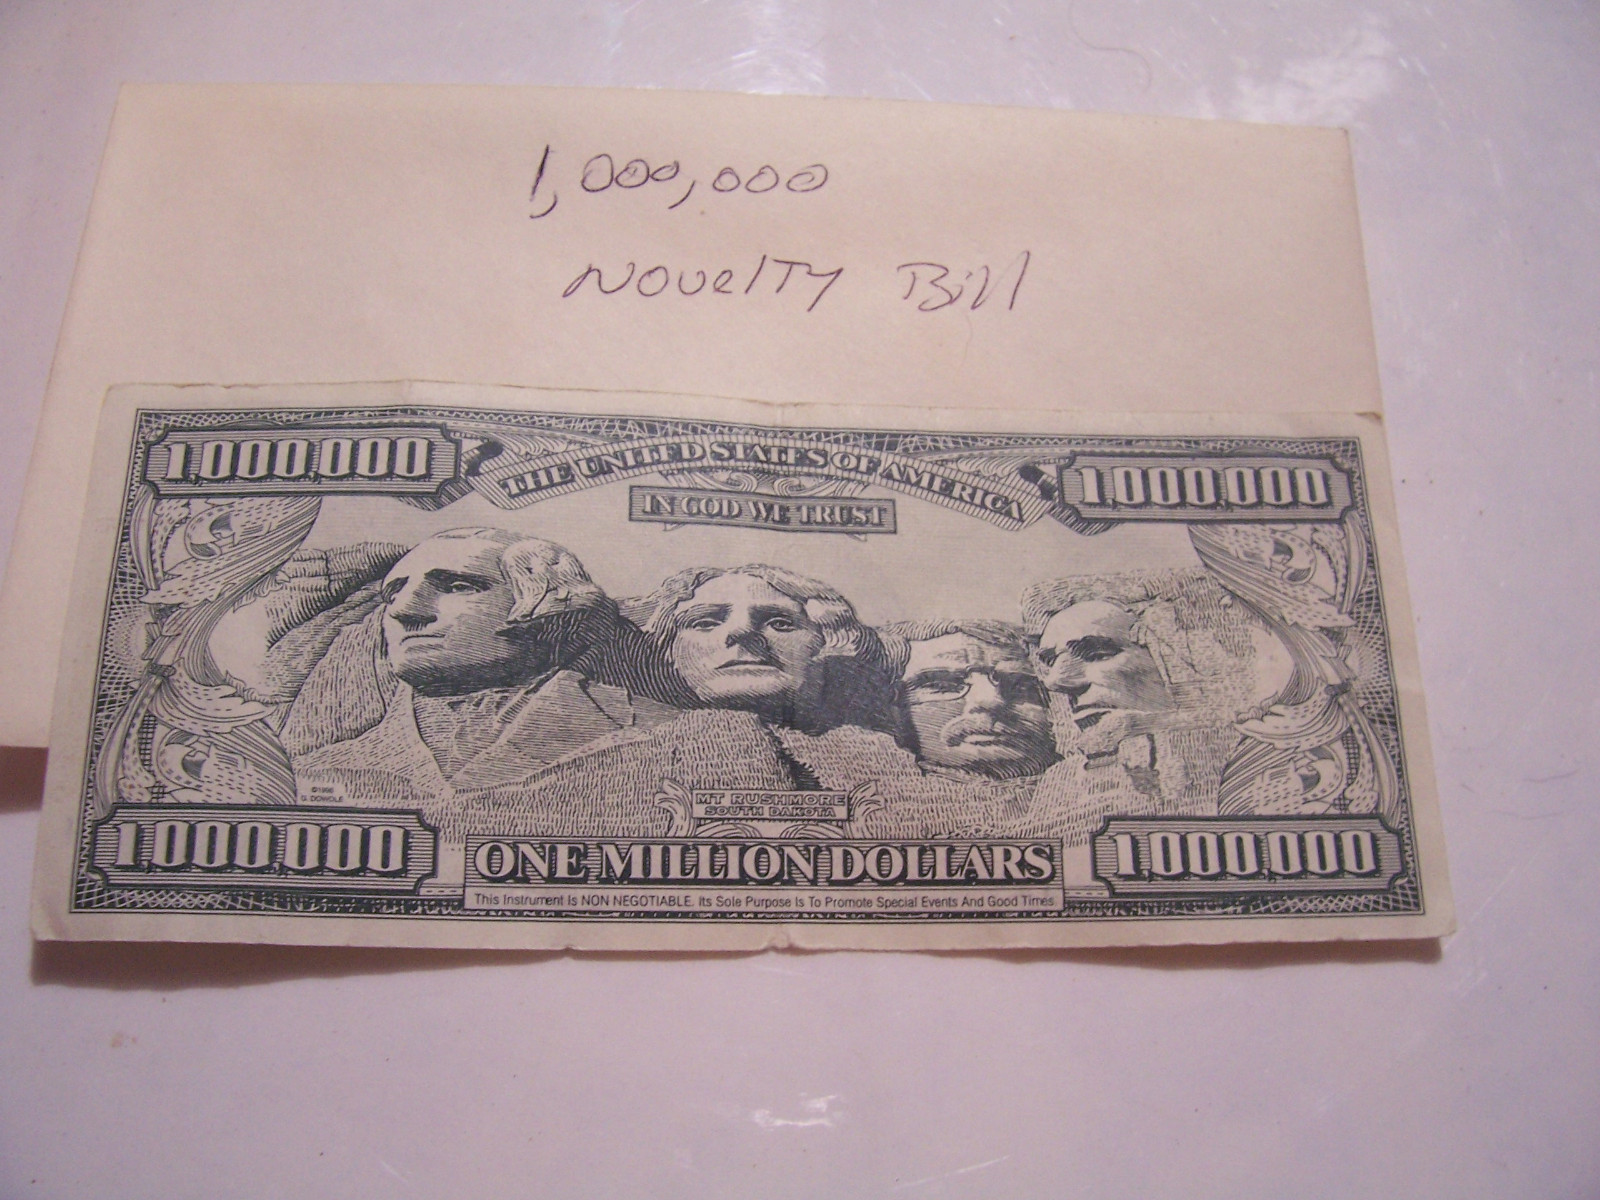 1,000,000
Novelty Bill
1,000,000
THE UNITED STATES OF AMERICA
1,000,000
IN GOD WE TRUST
©1996
G. DOWDLE
MT RUSHMORE
SOUTH DAKOTA
1,000,000
ONE MILLION DOLLARS
1,000,000
This Instrument Is NON NEGOTIABLE. Its Sole Purpose Is To Promote Special Events And Good Times.